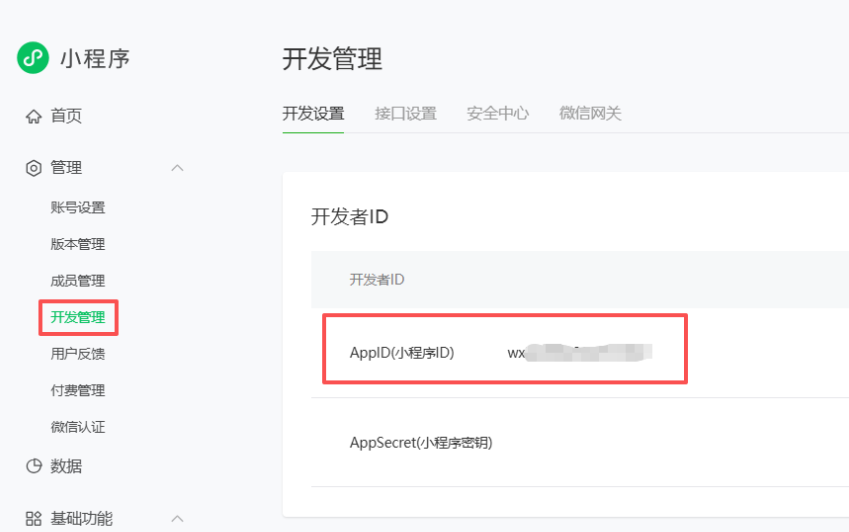 小程序
首页
管理
账号设置
版本管理
成员管理
开发管理
用户反馈
付费管理
微信认证
数据
基础功能
开发管理
开发设置 接口设置 安全中心 微信网关
开发者ID
开发者ID
AppID(小程序ID) wx
AppSecret(小程序密钥)